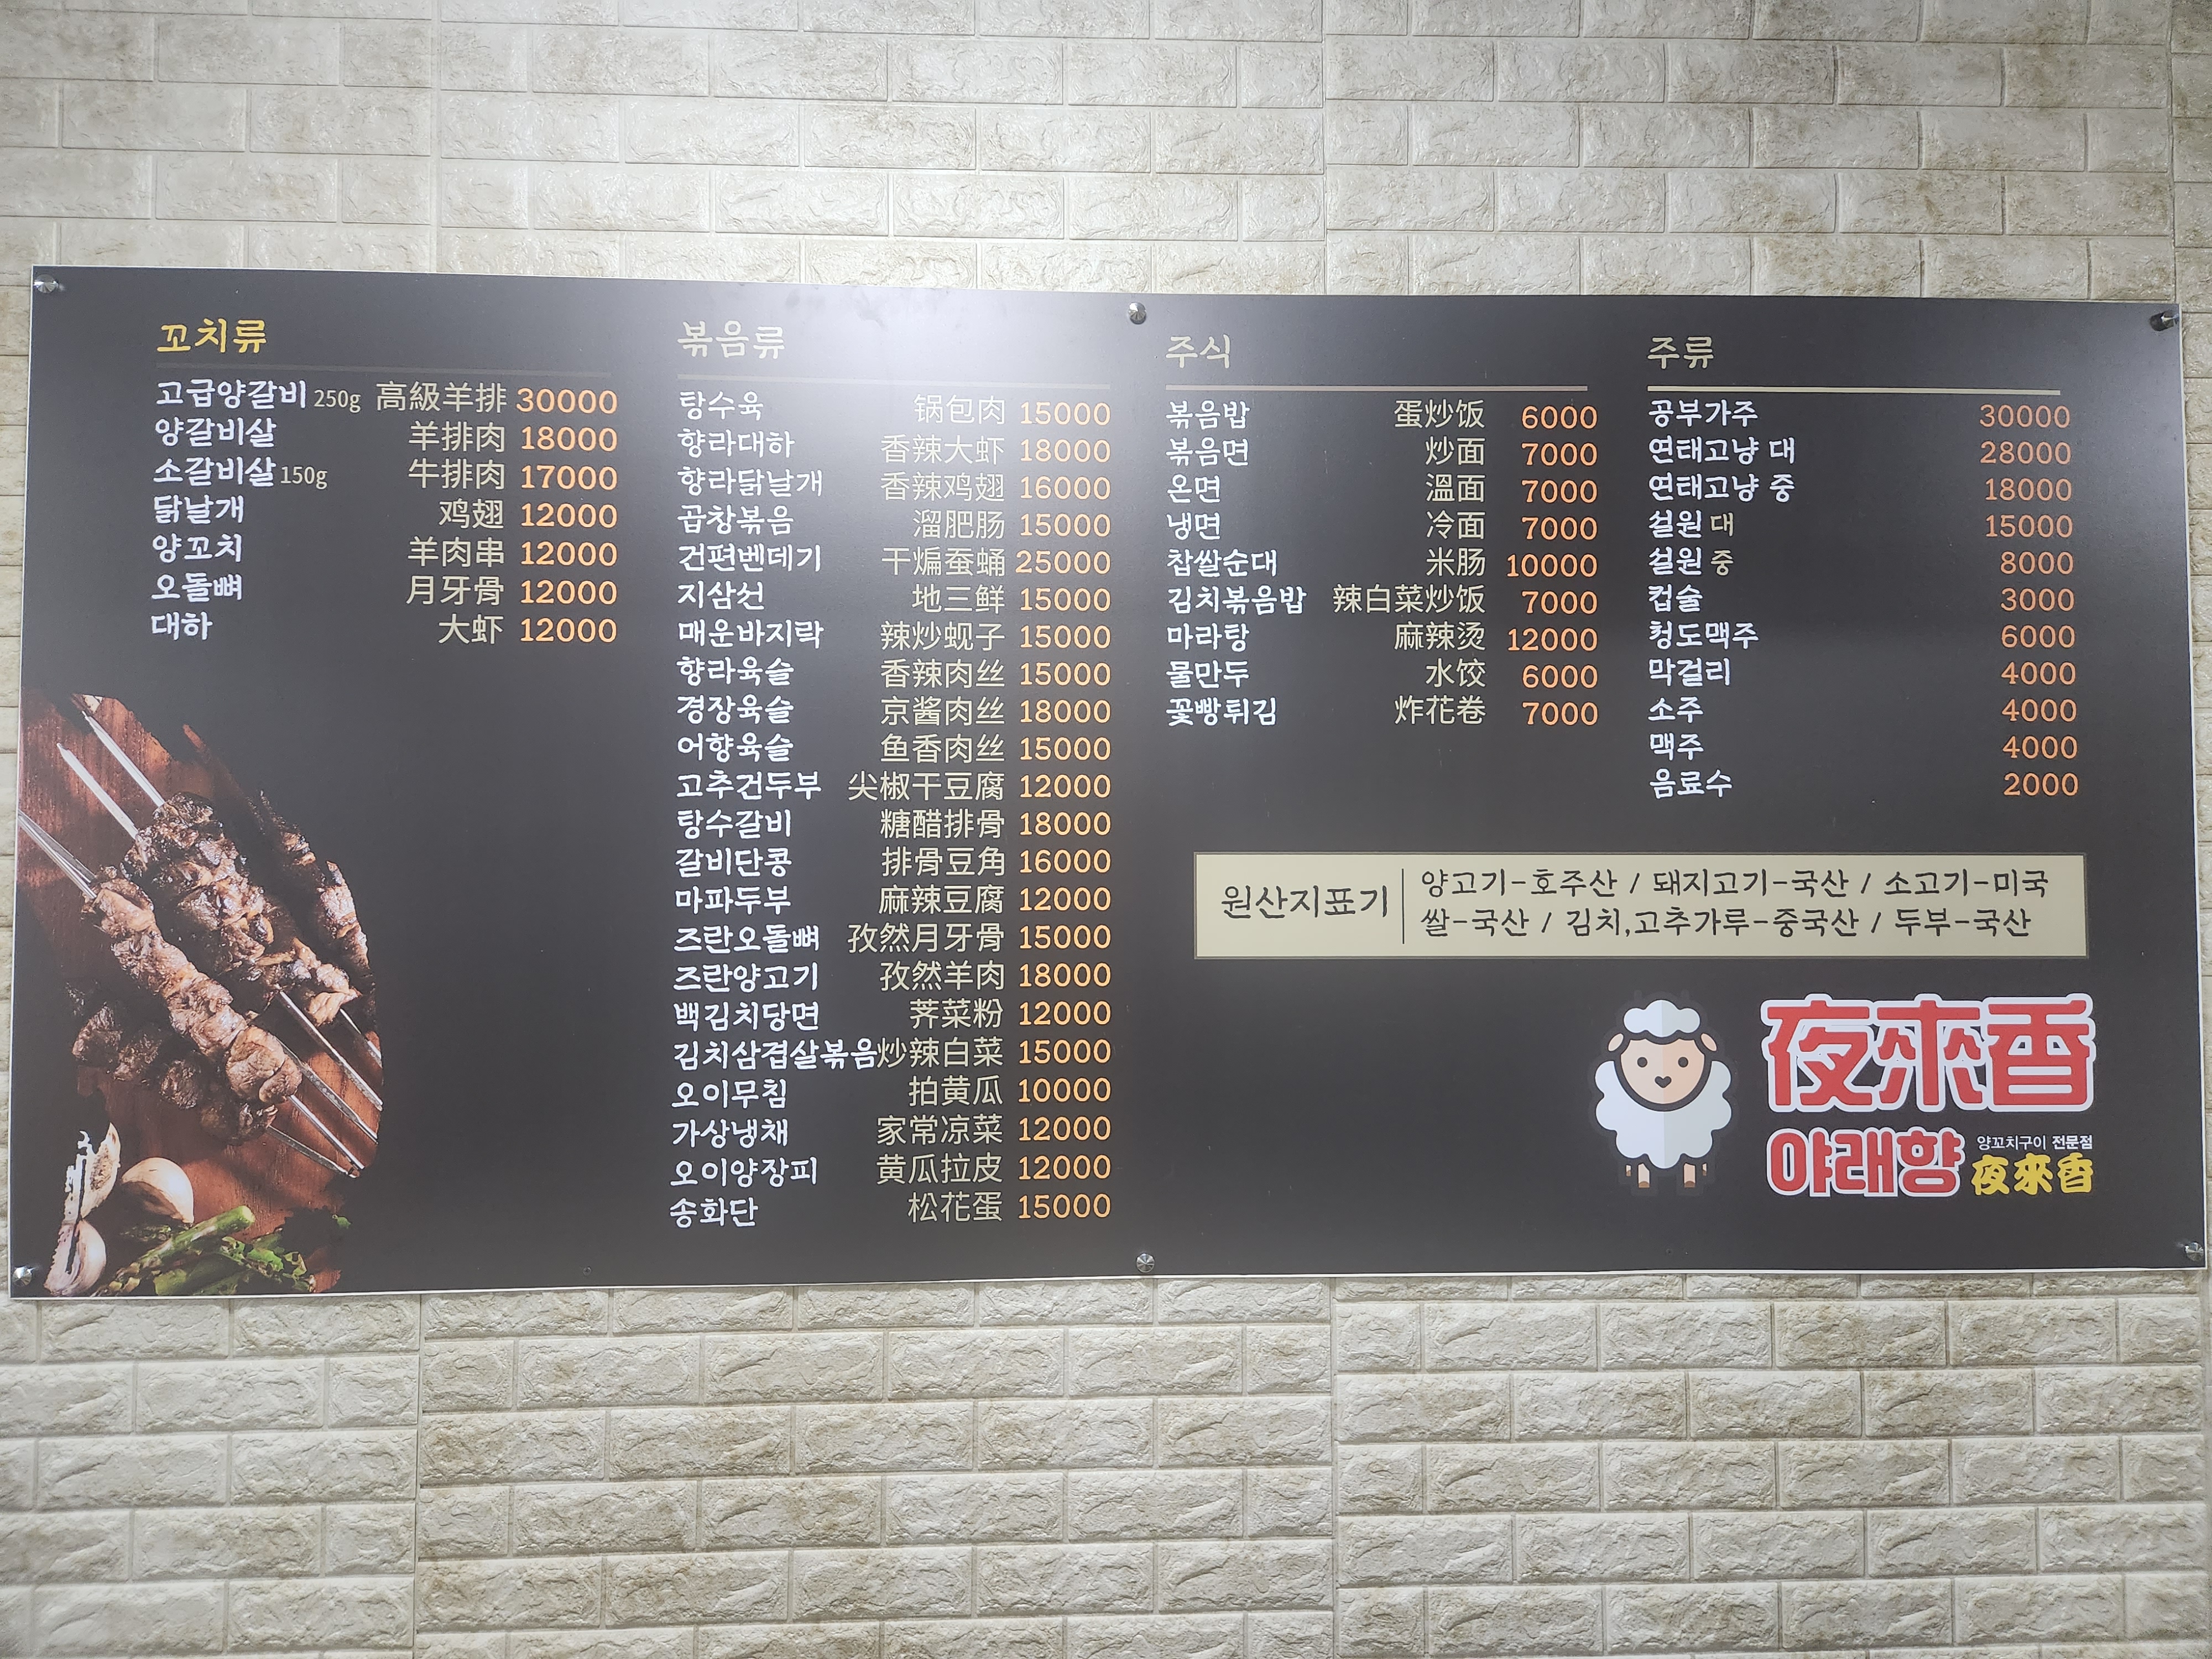 꼬치류
고급양갈비 250g 高級羊排 30000
양갈비살 羊排肉 18000
소갈비살 150g 牛排肉 17000
닭날개 鸡翅 12000
양꼬치 羊肉串 12000
오돌뼈 月牙骨 12000
대하 大虾 12000
볶음류
탕수육 锅包肉 15000
향라대하 香辣大虾 18000
향라닭날개 香辣鸡翅 16000
곱창볶음 溜肥肠 15000
건편벤데기 干煸蚕蛹 25000
지삼선 地三鲜 15000
매운바지락 辣炒蚬子 15000
향라육슬 香辣肉丝 15000
경장육슬 京酱肉丝 18000
어향육슬 鱼香肉丝 15000
고추건두부 尖椒干豆腐 12000
탕수갈비 糖醋排骨 18000
갈비단콩 排骨豆角 16000
마파두부 麻辣豆腐 12000
즈란오돌뼈 孜然月牙骨 15000
즈란양고기 孜然羊肉 18000
백김치당면 荠菜粉 12000
김치삼겹살볶음 炒辣白菜 15000
오이무침 拍黄瓜 10000
가상냉채 家常凉菜 12000
오이양장피 黄瓜拉皮 12000
송화단 松花蛋 15000
주식
볶음밥 蛋炒饭 6000
볶음면 炒面 7000
온면 溫面 7000
냉면 冷面 7000
찹쌀순대 米肠 10000
김치볶음밥 辣白菜炒饭 7000
마라탕 麻辣烫 12000
물만두 水饺 6000
꽃빵튀김 炸花卷 7000
주류
공부가주 30000
연태고냥 대 28000
연태고냥 중 18000
설원 대 15000
설원 중 8000
컵술 3000
청도맥주 6000
막걸리 4000
소주 4000
맥주 4000
음료수 2000
원산지표기
양고기-호주산 / 돼지고기-국산 / 소고기-미국
쌀-국산 / 김치,고추가루-중국산 / 두부-국산
夜來香
야래향
양꼬치구이 전문점
夜來香